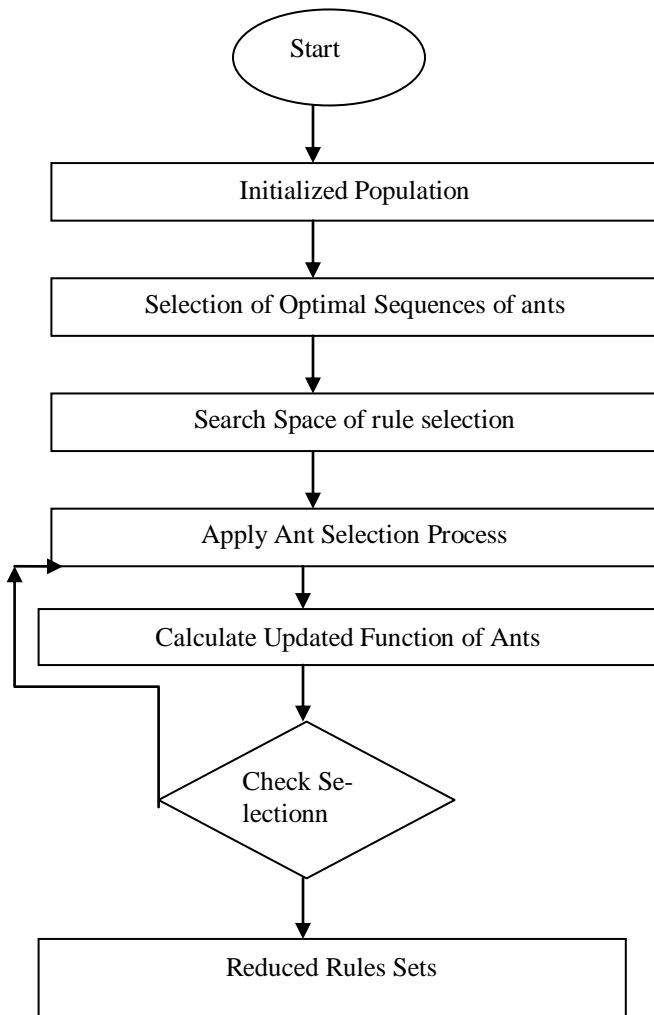 Start
Initialized Population
Selection of Optimal Sequences of ants
Search Space of rule selection
Apply Ant Selection Process
Calculate Updated Function of Ants
Check Se-
lectionn
Reduced Rules Sets